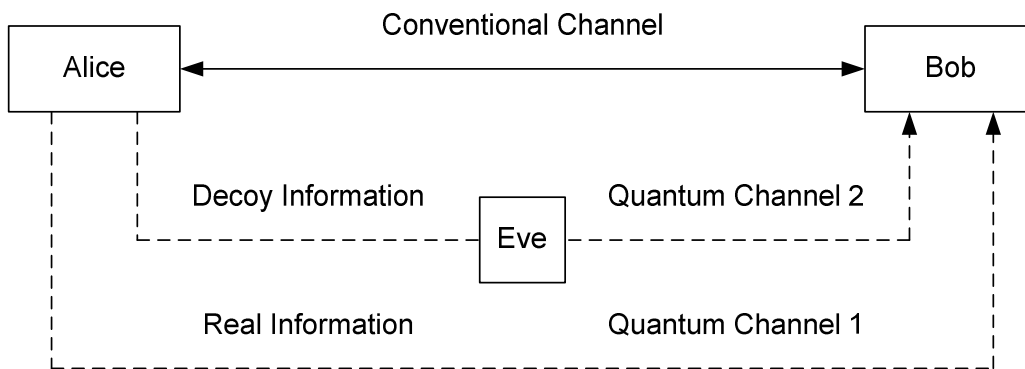 Conventional Channel
Alice
Bob
Decoy Information
Quantum Channel 2
Eve
Real Information
Quantum Channel 1